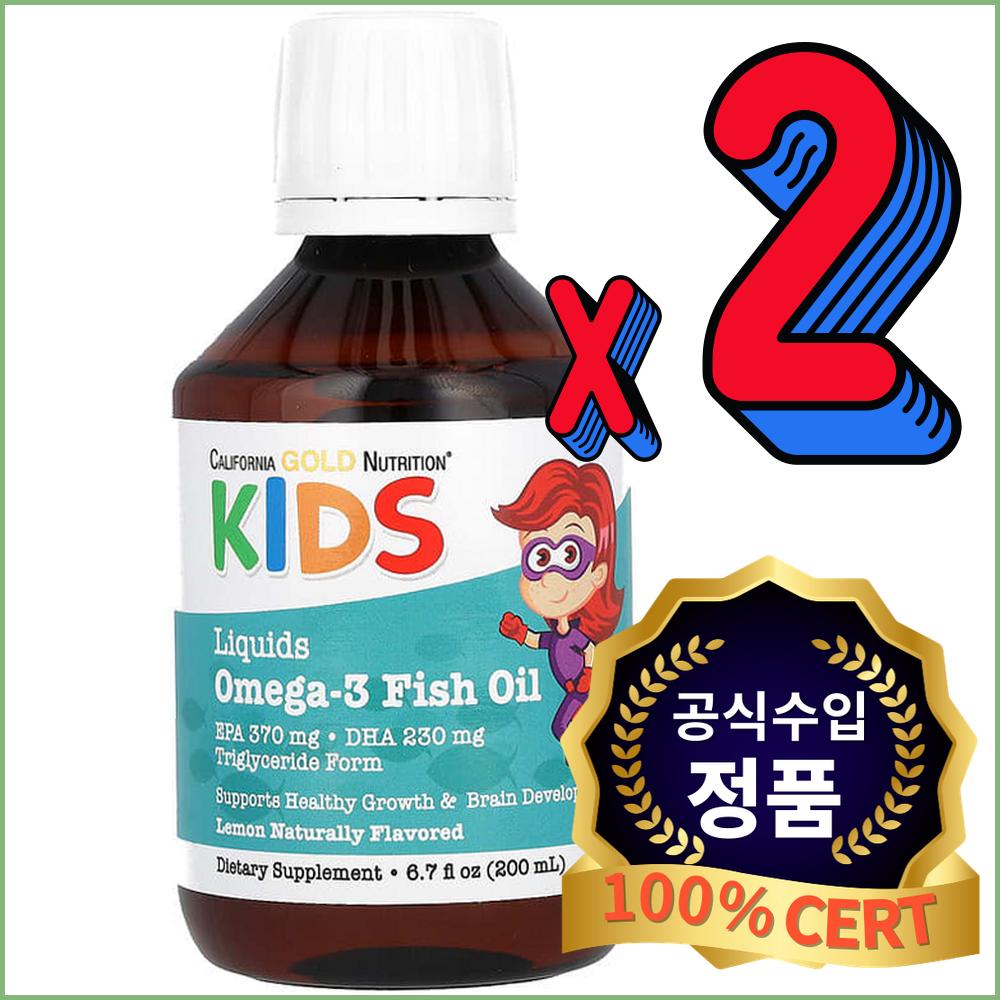 CALIFORNIA GOLD NUTRITION®
KIDS
Liquids
Omega-3 Fish Oil
EPA 370 mg • DHA 230 mg
Triglyceride Form
Supports Healthy Growth & Brain Develop
Lemon Naturally Flavored
Dietary Supplement • 6.7 fl oz (200 mL)
x 2
공식수입
정품
100% CERT